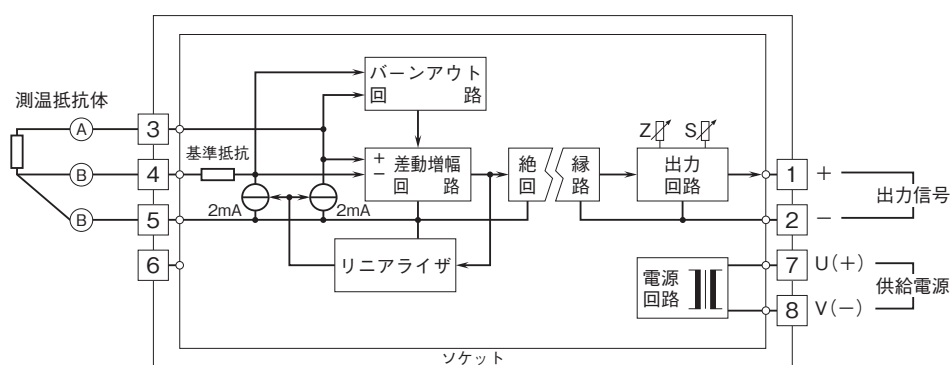 測温抵抗体
A
B
B
3
4
5
6
基準抵抗
2mA
2mA
バーンアウト
回路
+
−
差動増幅
回路
リニアライザ
絶縁
回路
Z
S
出力
回路
電源
回路
1
2
7
8
+
−
出力信号
U(+)
V(−)
供給電源
ソケット